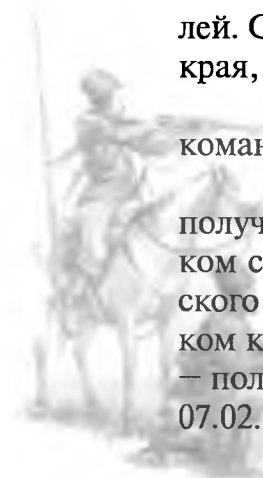 лей. С
края,
коман
получ
ком с
ского
ком к
— пол
07.02.